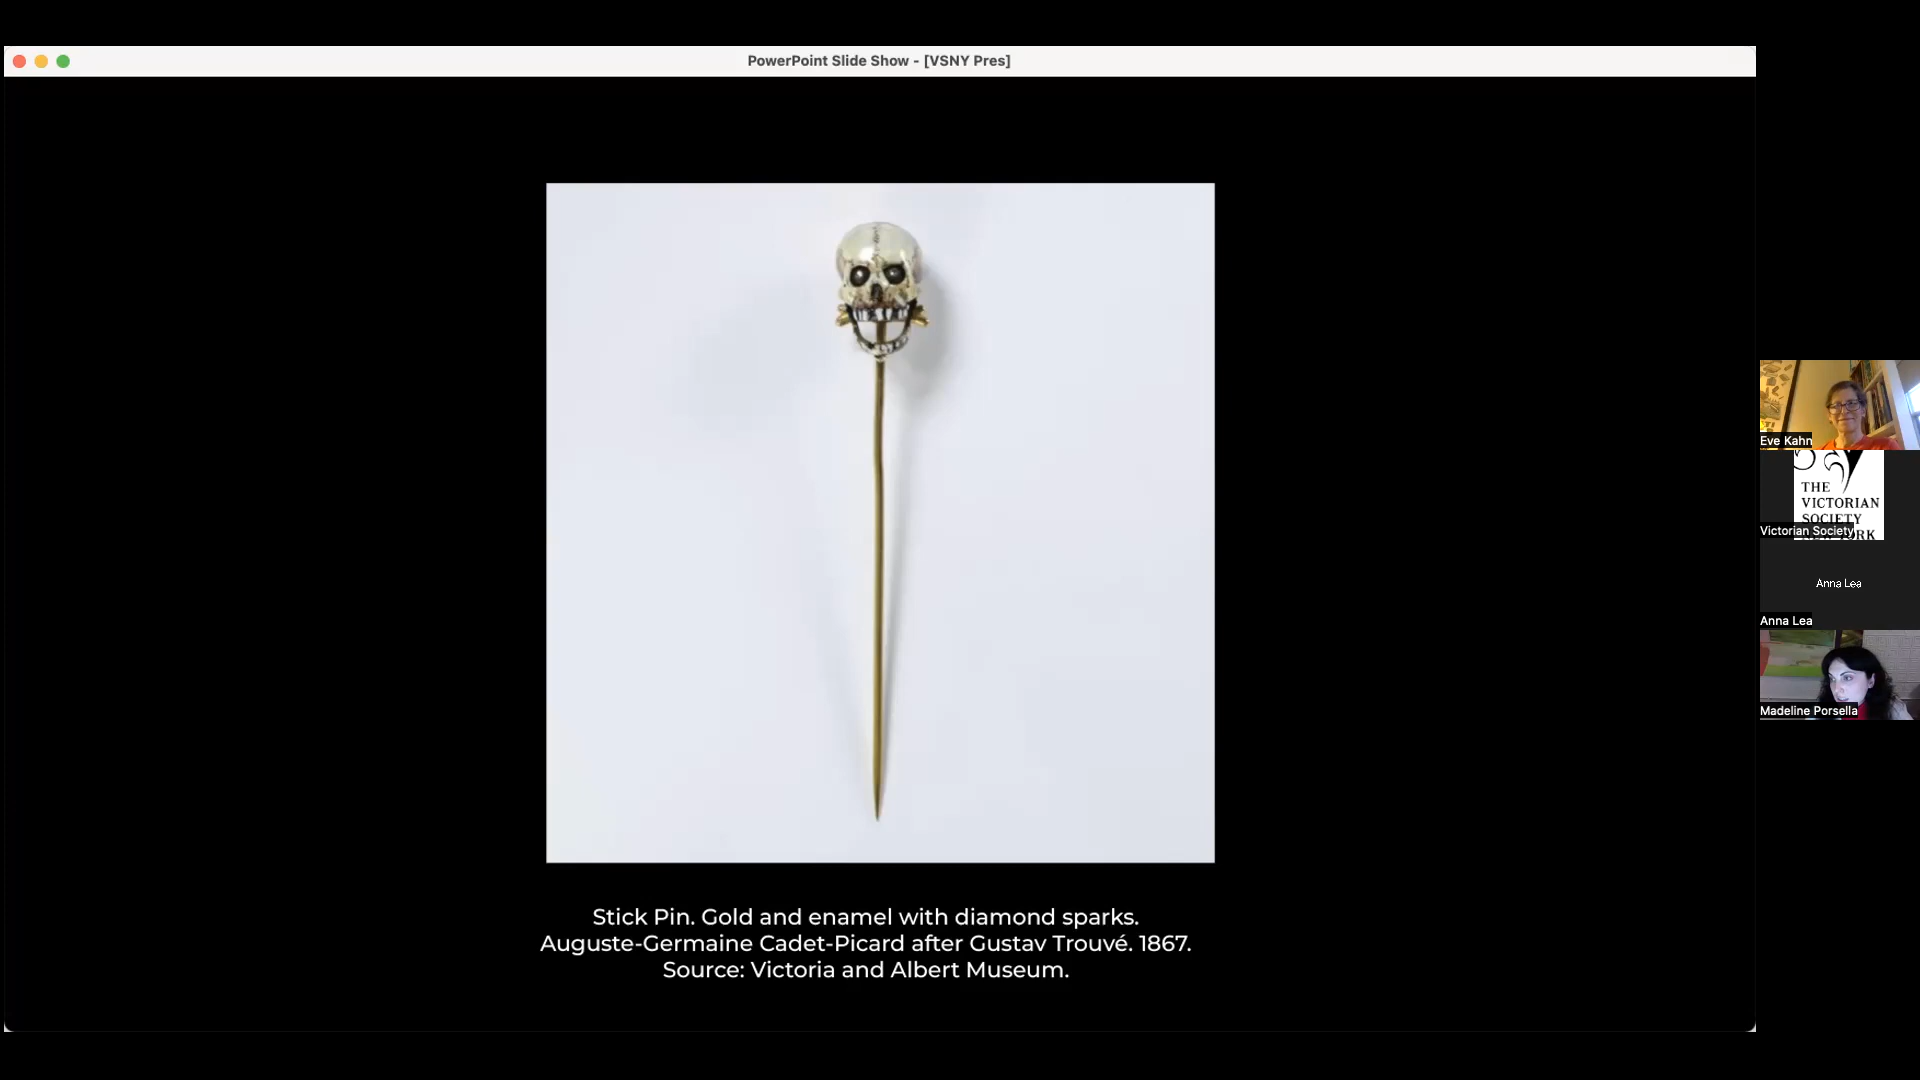 PowerPoint Slide Show - [VSNY Pres]
Stick Pin. Gold and enamel with diamond sparks.
Auguste-Germaine Cadet-Picard after Gustav Trouvé. 1867.
Source: Victoria and Albert Museum.
Eve Kahn
THE
VICTORIAN
SOCIETY
Victorian Society
Anna Lea
Anna Lea
Madeline Porsella